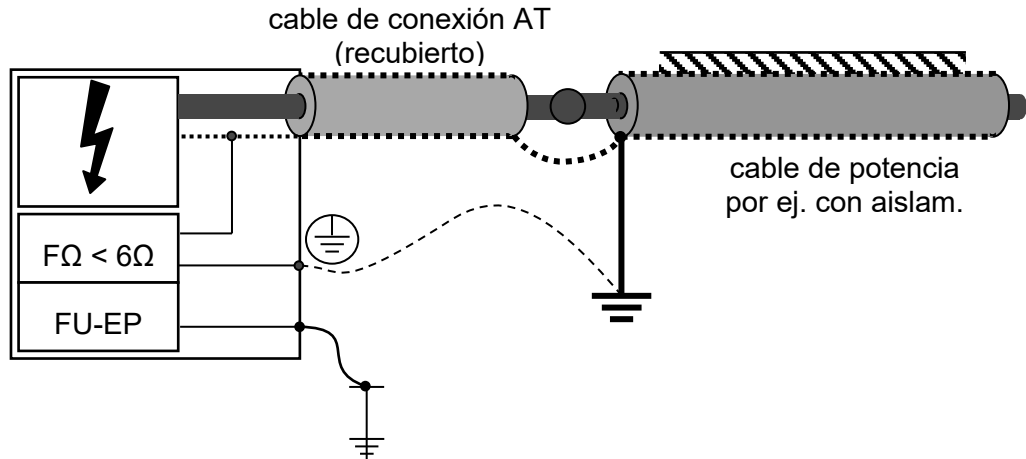 cable de conexión AT
(recubierto)
cable de potencia
por ej. con aislam.
FΩ < 6Ω
FU-EP